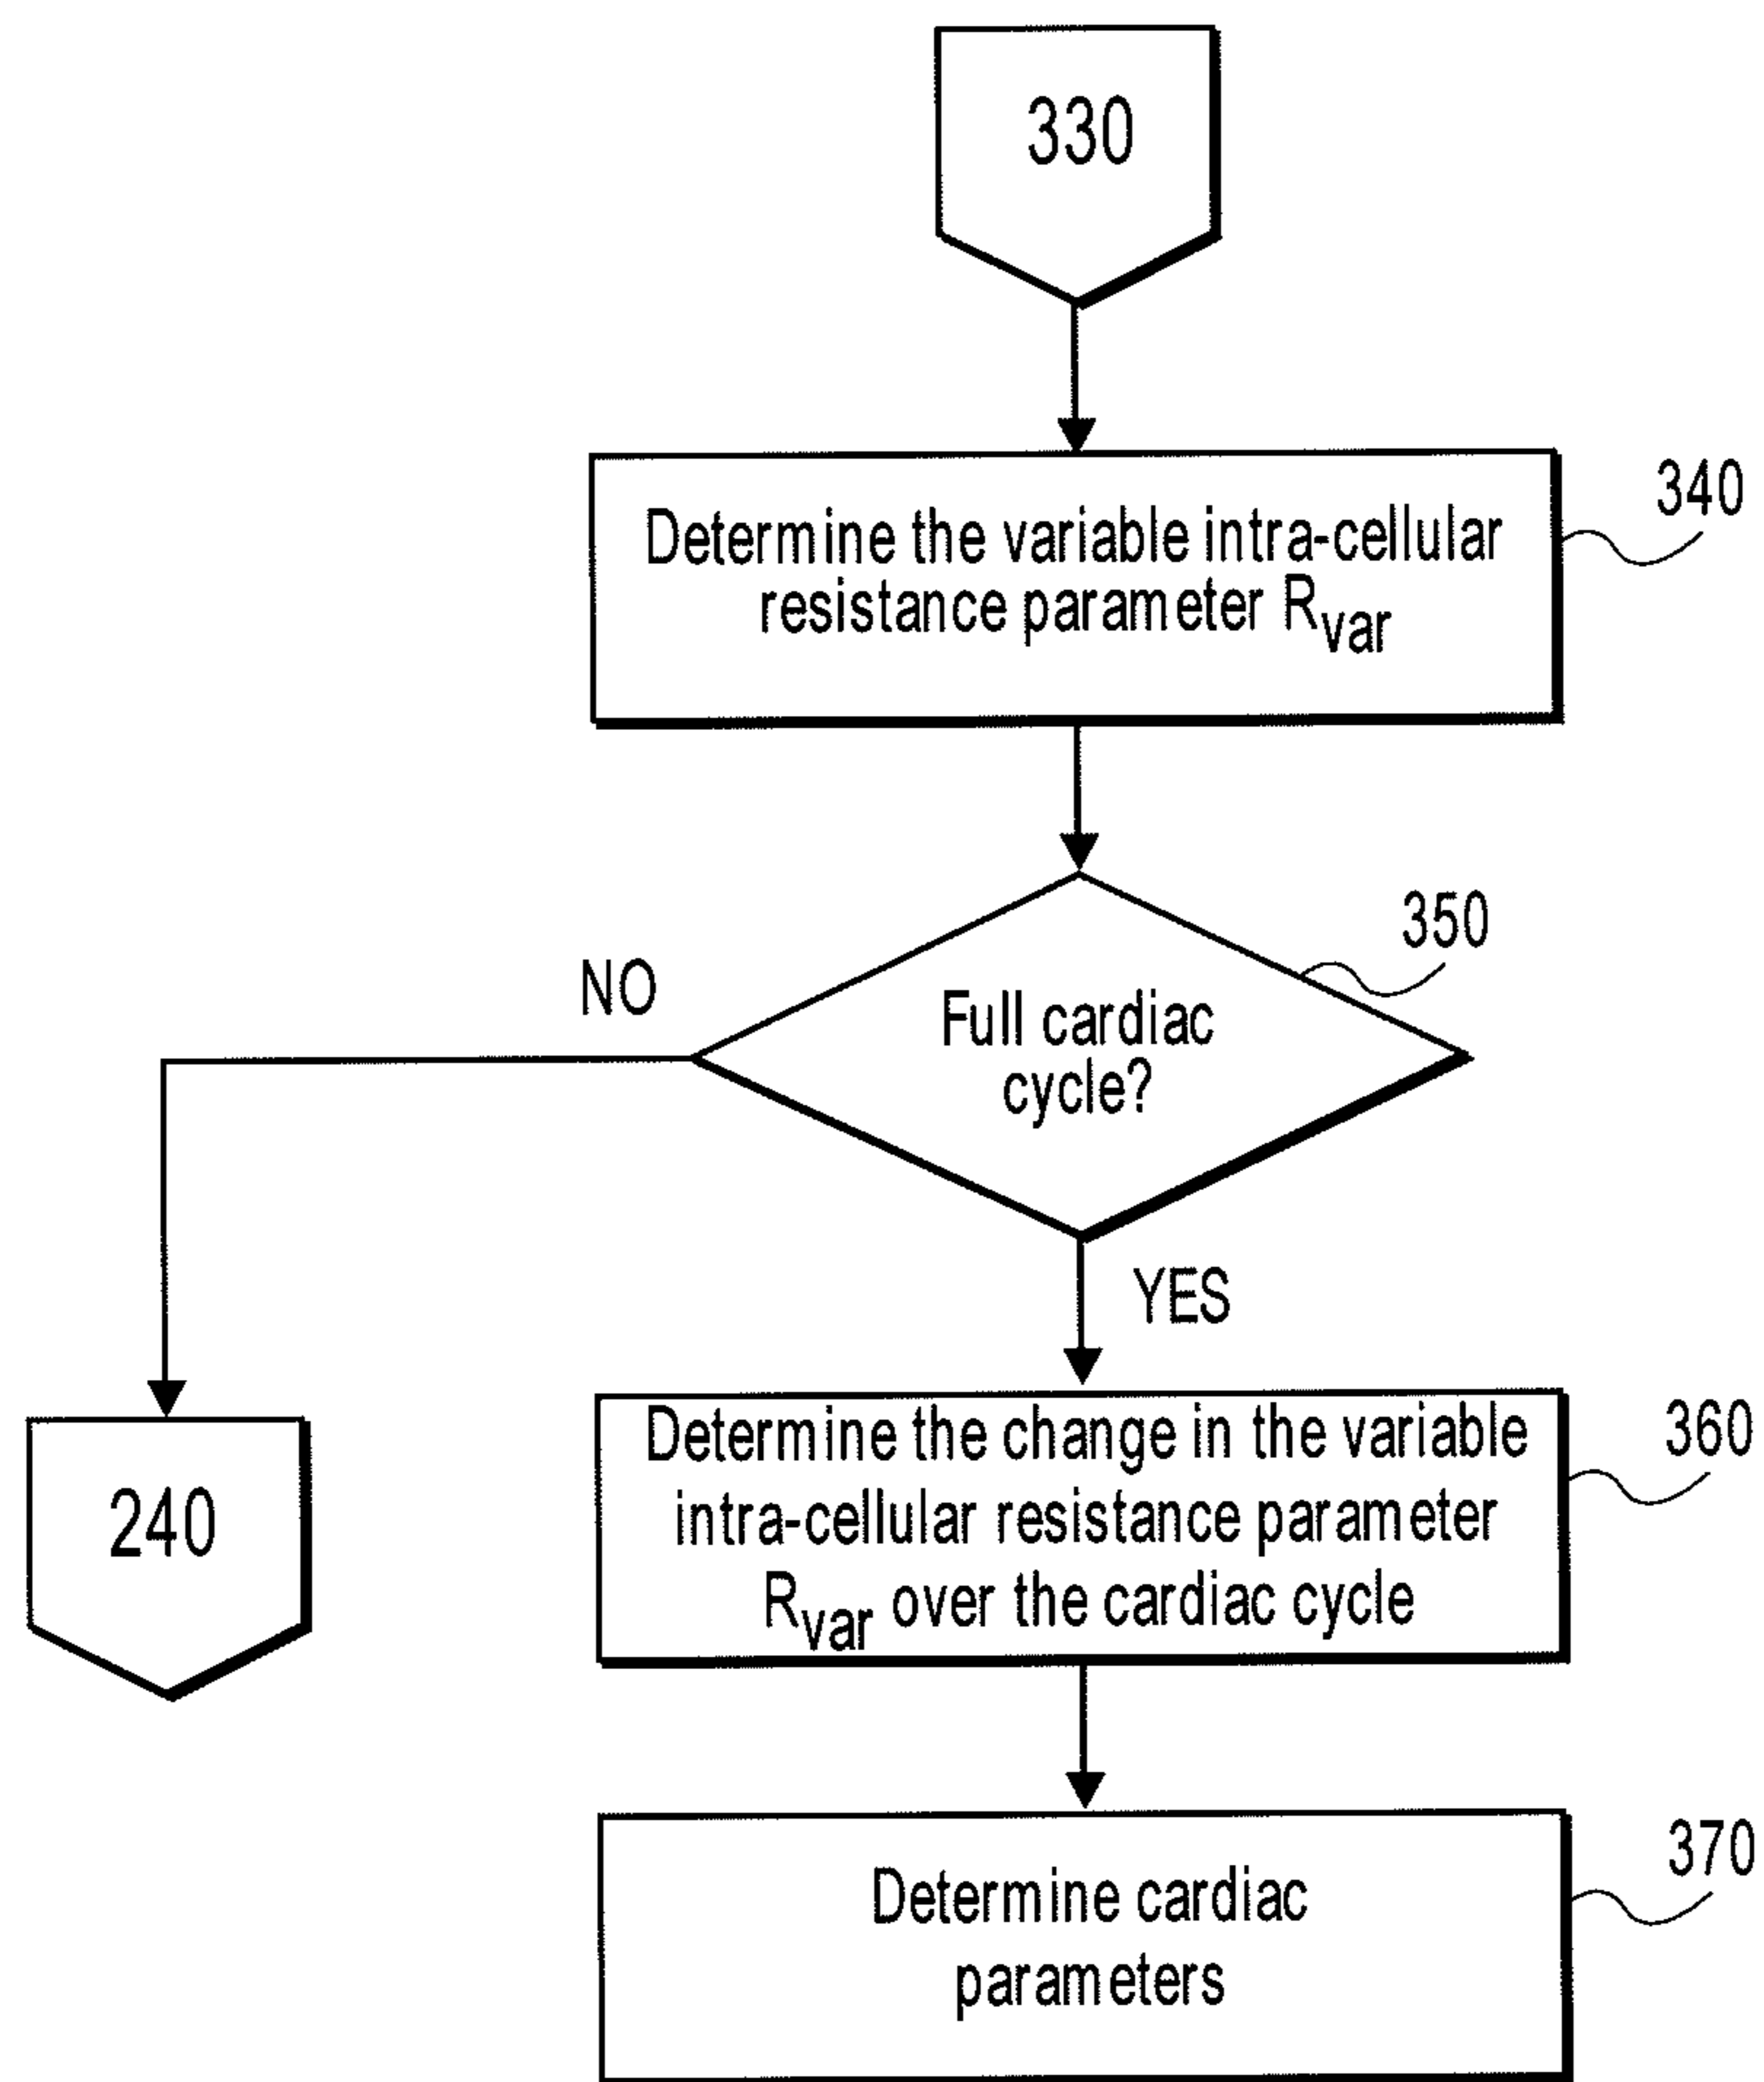 330
340
Determine the variable intra-cellular
resistance parameter Rvar
350
NO
Full cardiac
cycle?
YES
360
Determine the change in the variable
intra-cellular resistance parameter
Rvar over the cardiac cycle
240
370
Determine cardiac
parameters